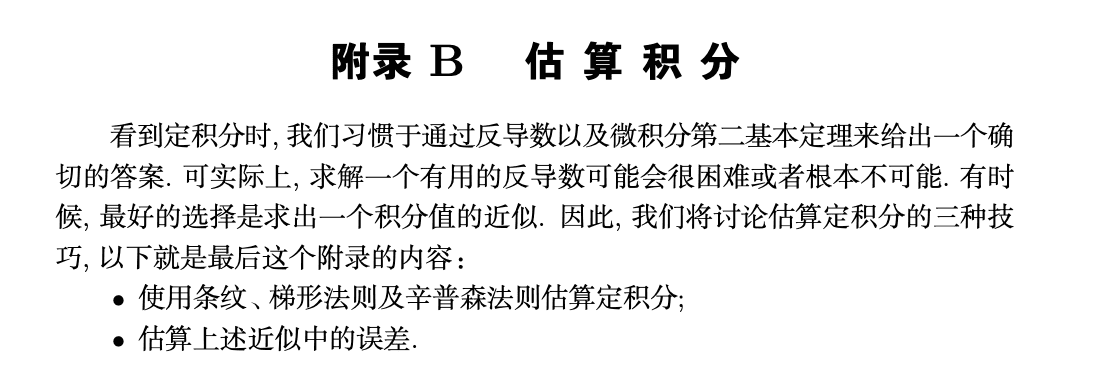 附录 B 估算积分
看到定积分时, 我们习惯于通过反导数以及微积分第二基本定理来给出一个确
切的答案. 可实际上, 求解一个有用的反导数可能会很困难或者根本不可能. 有时
候, 最好的选择是求出一个积分值的近似. 因此, 我们将讨论估算定积分的三种技
巧, 以下就是最后这个附录的内容:
• 使用条纹、梯形法则及辛普森法则估算定积分;
• 估算上述近似中的误差.